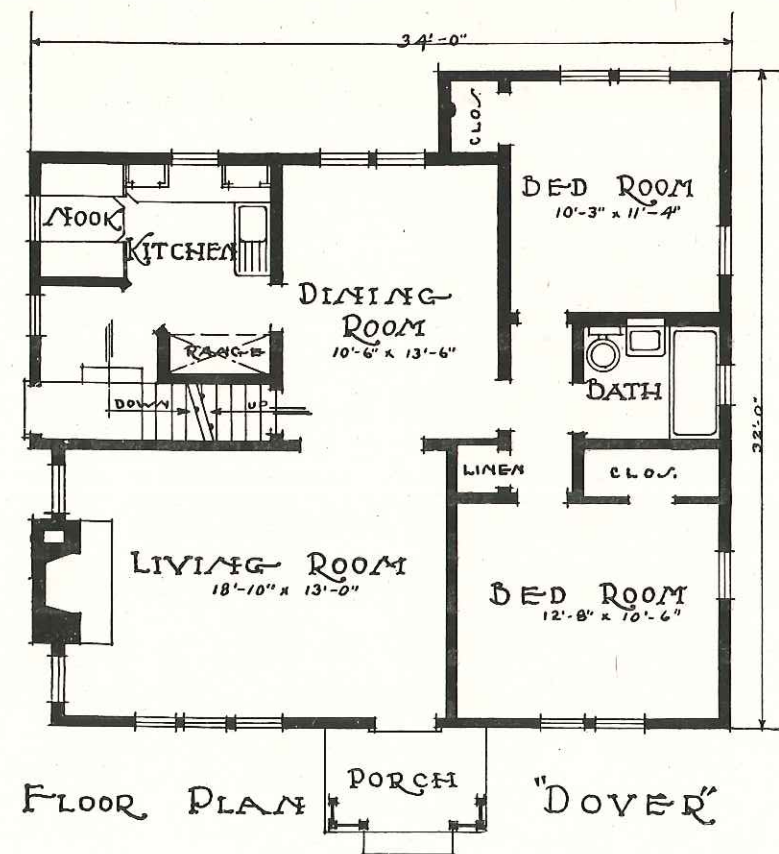 34'-0"
CLOS.
BED ROOM
10'-3" x 11'-4"
NOOK
KITCHEN
DINING
ROOM
10'-6" x 13'-6"
RANGE
BATH
DOWN
UP
32'-0"
LINEN
CLOS.
LIVING ROOM
18'-10" x 13'-0"
BED ROOM
12'-8" x 10'-6"
PORCH
FLOOR PLAN "DOVER"